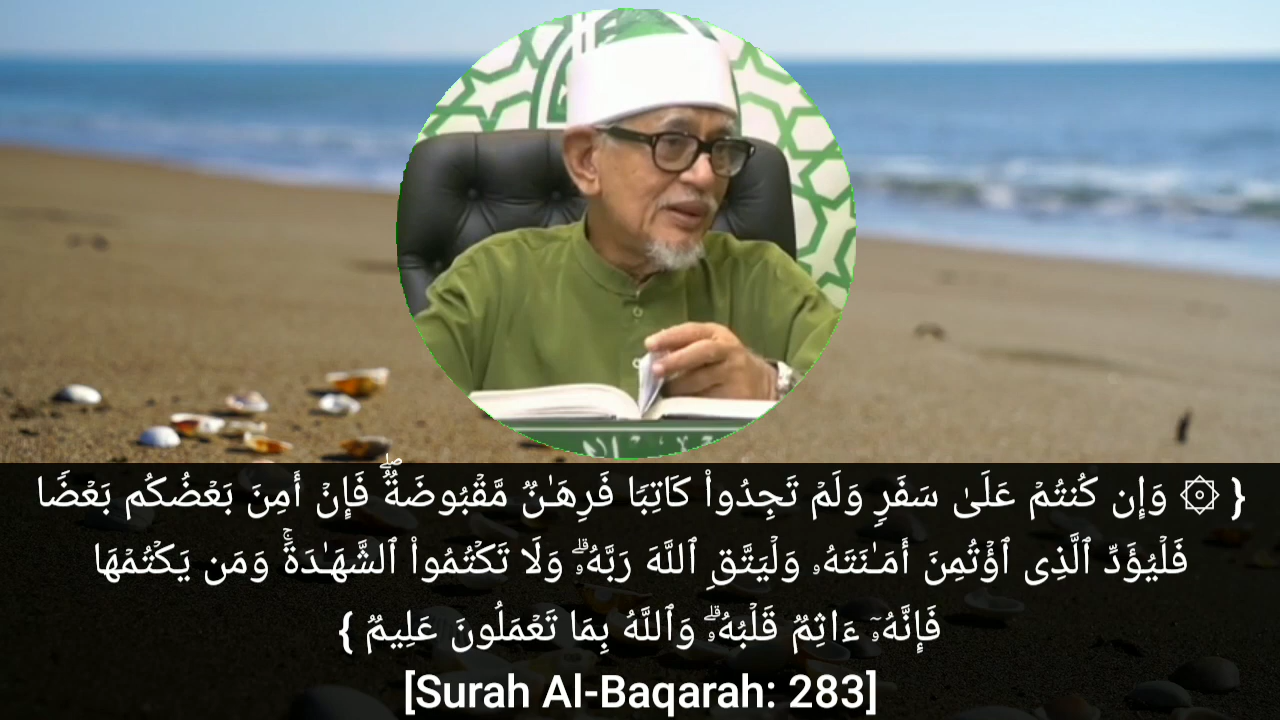 { ۞ وَإِن كُنتُمۡ عَلَىٰ سَفَرٖ وَلَمۡ تَجِدُواْ كَاتِبٗا فَرِهَٰنٞ مَّقۡبُوضَةٞۖ فَإِنۡ أَمِنَ بَعۡضُكُم بَعۡضٗا
فَلۡيُؤَدِّ ٱلَّذِى ٱؤۡتُمِنَ أَمَٰنَتَهُۥ وَلۡيَتَّقِ ٱللَّهَ رَبَّهُۥۗ وَلَا تَكۡتُمُواْ ٱلشَّهَٰدَةَۚ وَمَن يَكۡتُمۡهَا
فَإِنَّهُۥٓ ءَاثِمٞ قَلۡبُهُۥۗ وَٱللَّهُ بِمَا تَعۡمَلُونَ عَلِيمٞ }
[Surah Al-Baqarah: 283]